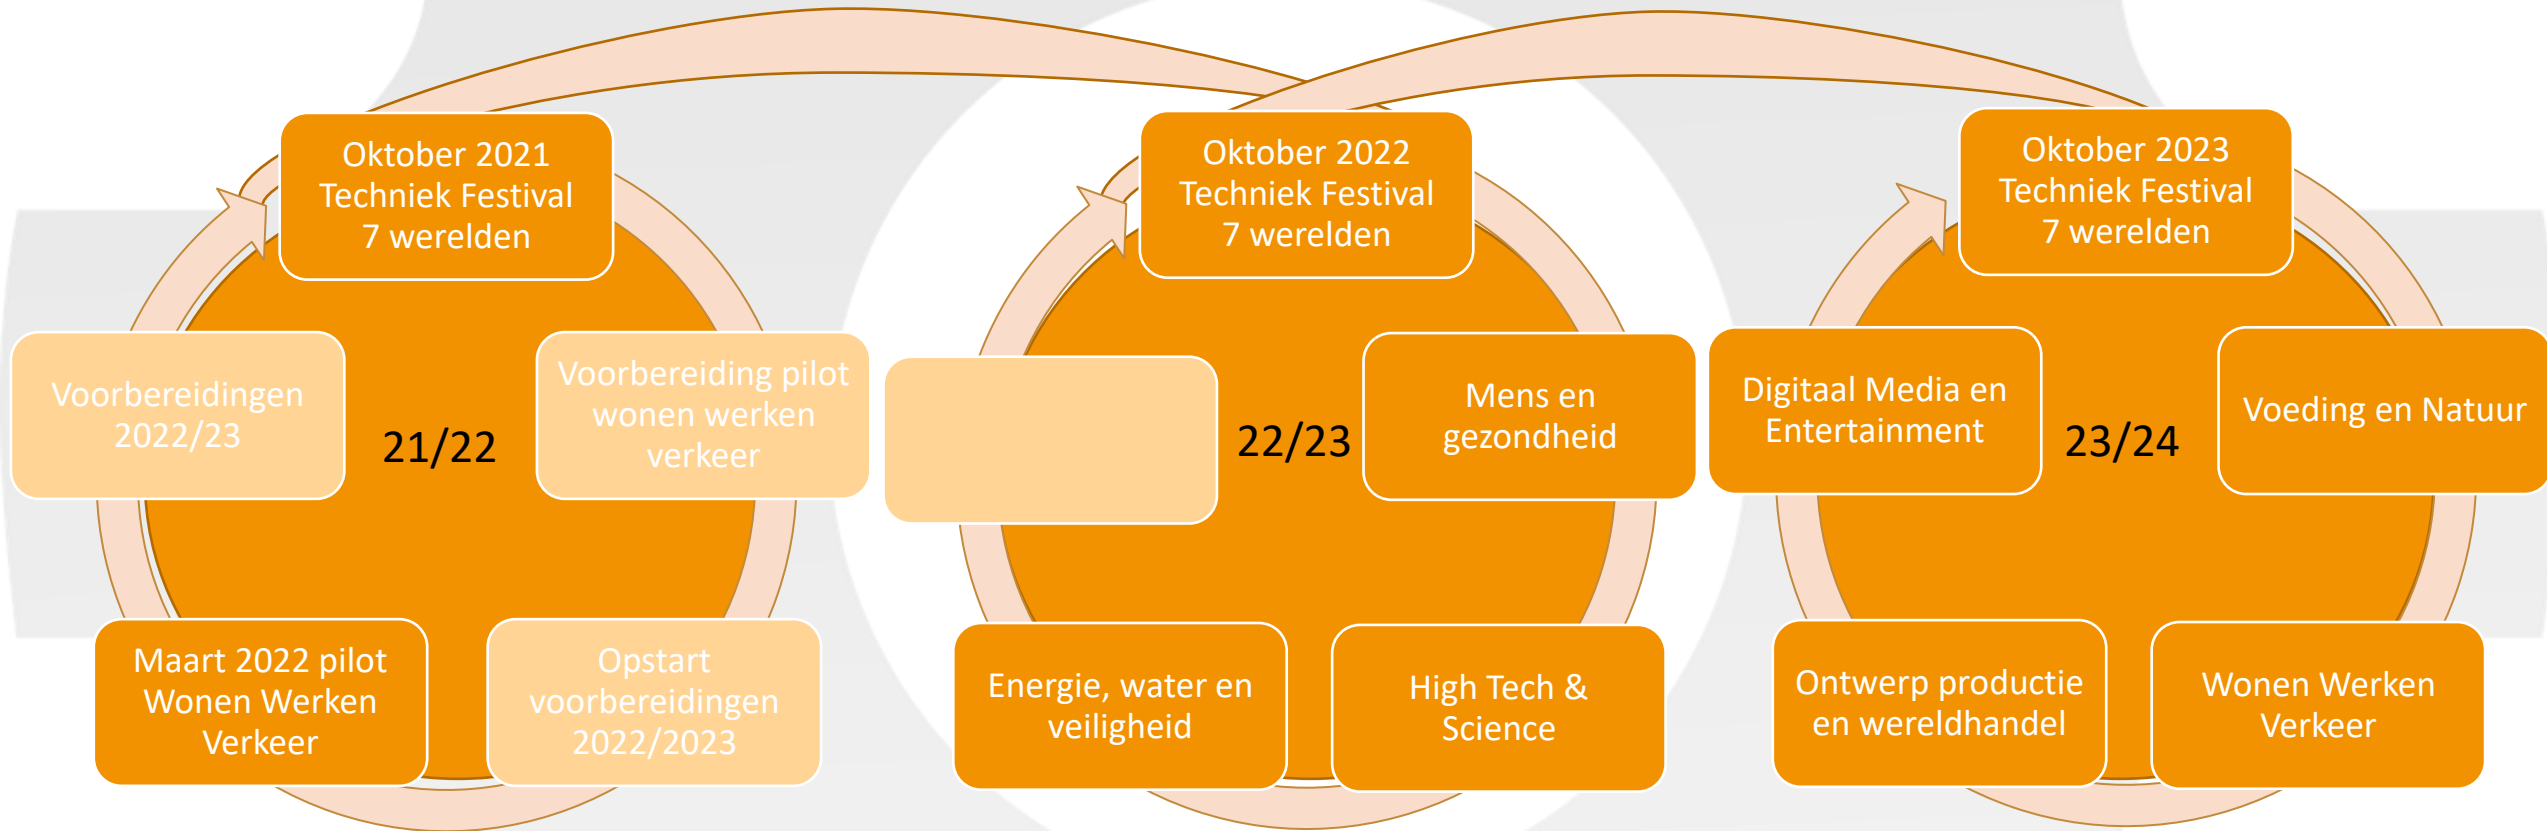 Oktober 2021
Techniek Festival
7 werelden
Voorbereiding pilot
wonen werken
verkeer
Opstart
voorbereidingen
2022/2023
Maart 2022 pilot
Wonen Werken
Verkeer
Voorbereidingen
2022/23
21/22
Oktober 2022
Techniek Festival
7 werelden
Mens en
gezondheid
High Tech &
Science
Energie, water en
veiligheid
22/23
Oktober 2023
Techniek Festival
7 werelden
Voeding en Natuur
Wonen Werken
Verkeer
Ontwerp productie
en wereldhandel
Digitaal Media en
Entertainment
23/24